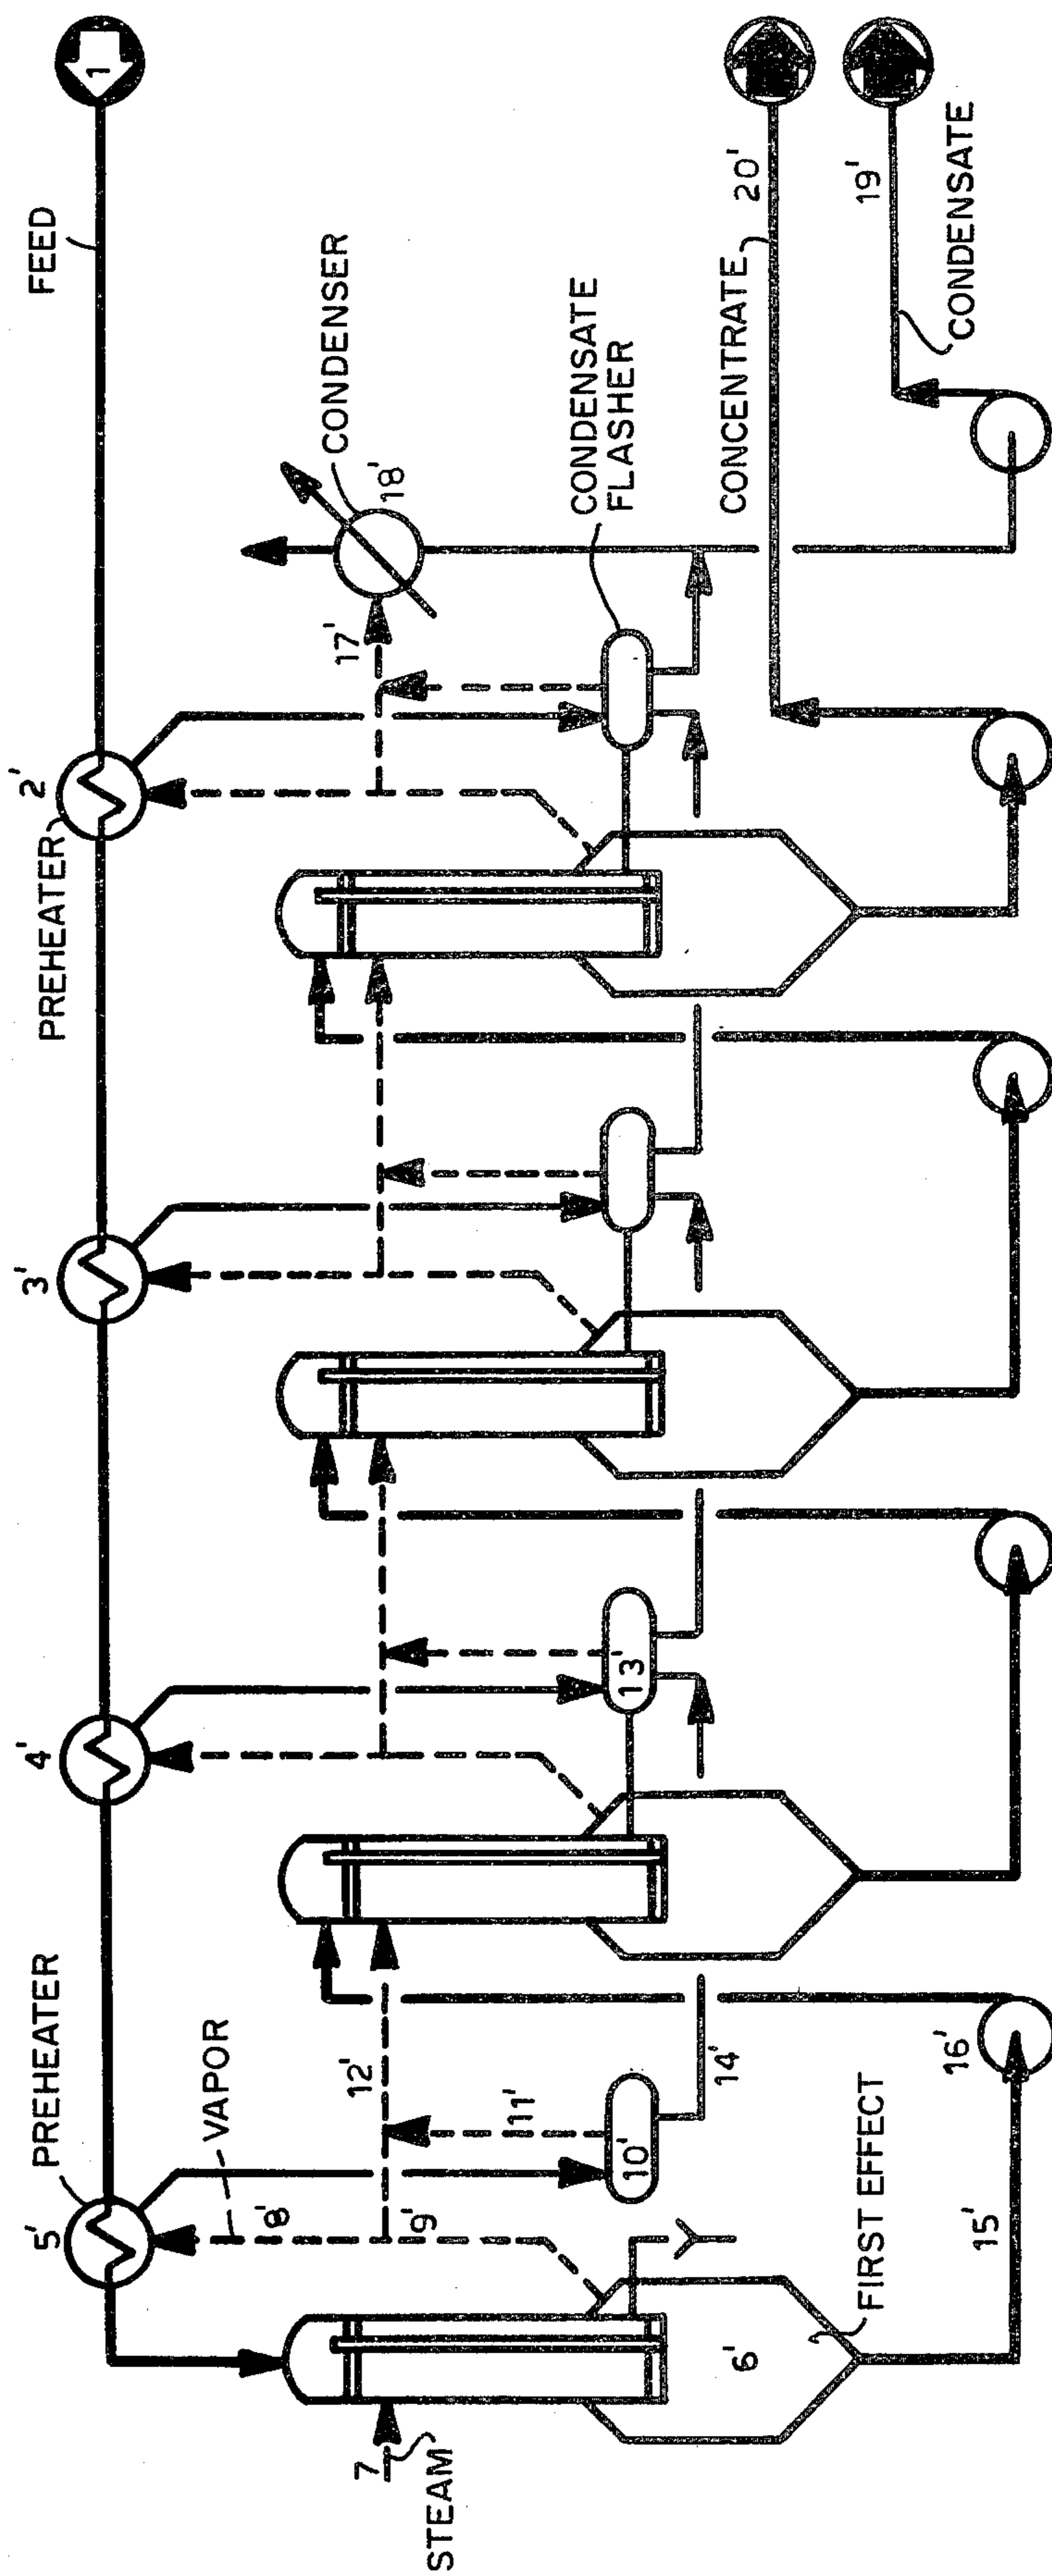 1
FEED
PREHEATER
2'
3'
4'
PREHEATER
5'
VAPOR
8'
9'
12'
11'
10'
13'
14'
7
STEAM
6'
FIRST EFFECT
15'
16'
17'
CONDENSER
18'
CONDENSATE
FLASHER
CONCENTRATE
20'
19'
CONDENSATE